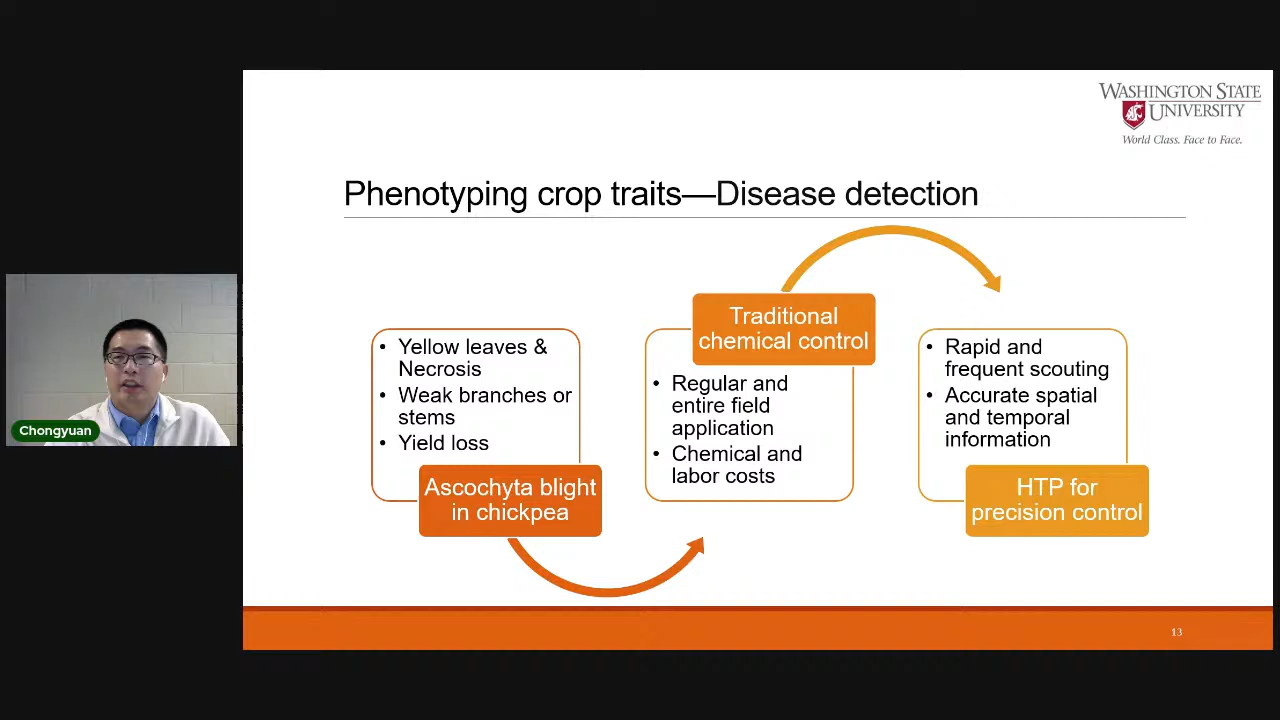 WASHINGTON STATE
UNIVERSITY
World Class. Face to Face.
Phenotyping crop traits—Disease detection
Chongyuan
• Yellow leaves &
Necrosis
• Weak branches or
stems
• Yield loss
Ascochyta blight
in chickpea
Traditional
chemical control
• Regular and
entire field
application
• Chemical and
labor costs
• Rapid and
frequent scouting
• Accurate spatial
and temporal
information
HTP for
precision control
13